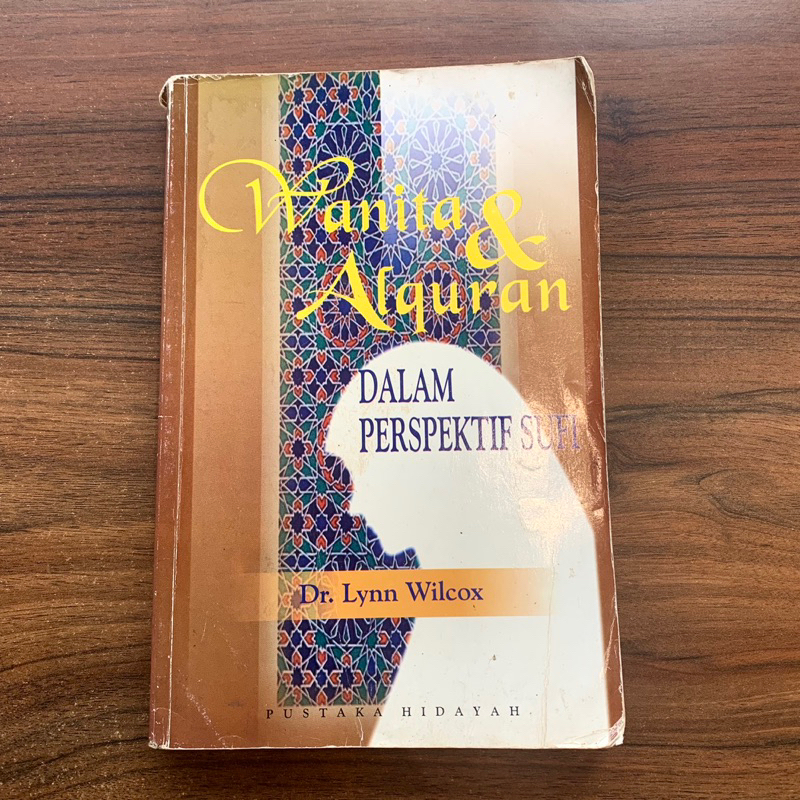 Wanita &
Alquran
DALAM
PERSPEKTIF SUFI
Dr. Lynn Wilcox
PUSTAKA HIDAYAH